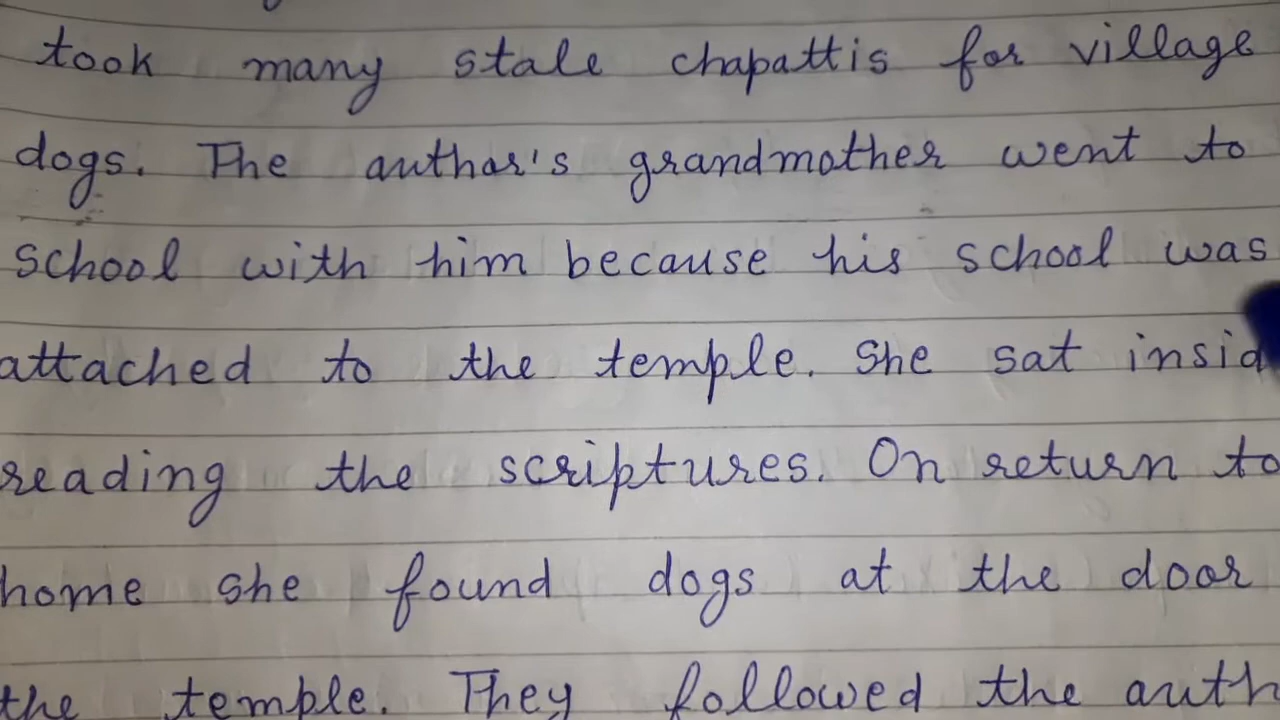 took many stale chapattis for village
dogs. The author's grandmother went to
school with him because his school was
attached to the temple. She sat insid
reading the scriptures. On return to
home she found dogs at the door
the temple. They followed the auth